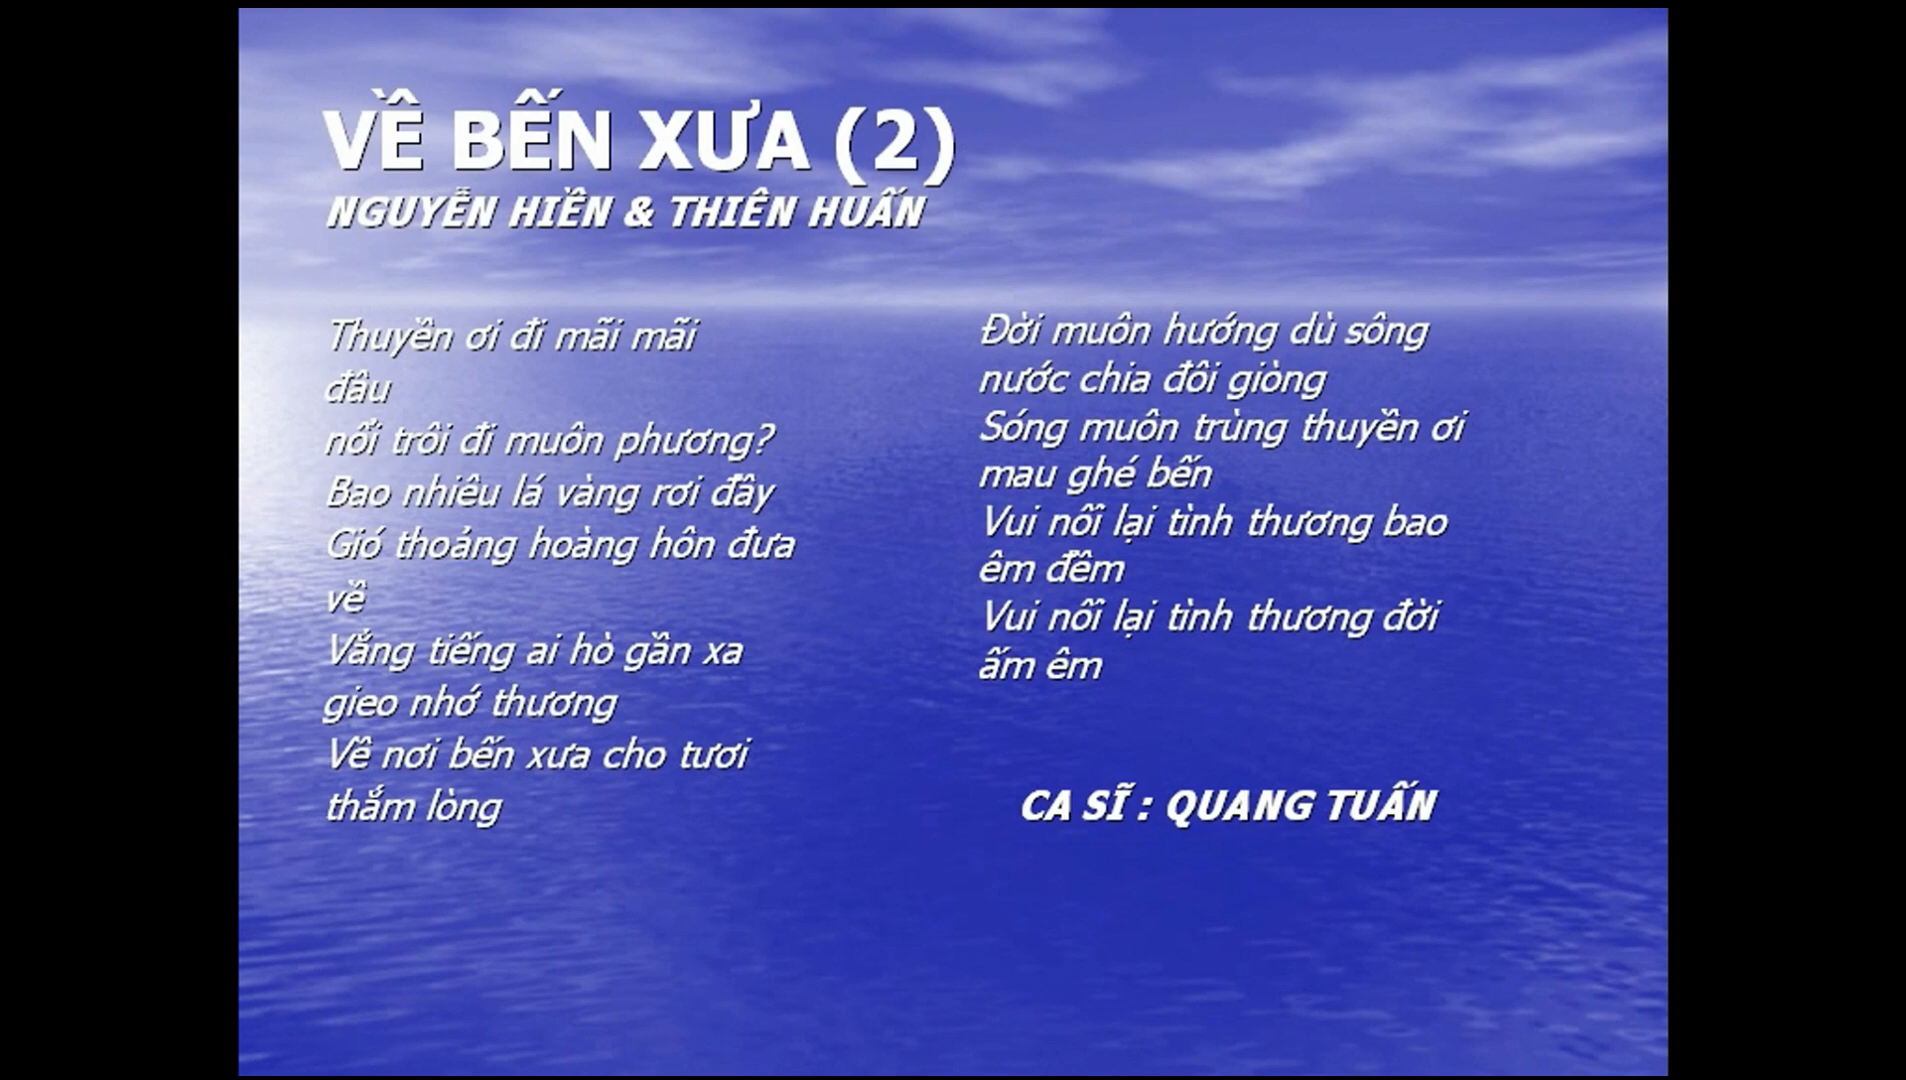 VỀ BẾN XƯA (2)
NGUYỄN HIỀN & THIÊN HUẤN
Thuyền ơi đi mãi mãi
đâu
nổi trôi đi muôn phương?
Bao nhiêu lá vàng rơi đầy
Gió thoảng hoàng hôn đưa
về
Vẳng tiếng ai hò gần xa
gieo nhớ thương
Về nơi bến xưa cho tươi
thắm lòng
Đời muôn hướng dù sông
nước chia đôi giòng
Sóng muôn trùng thuyền ơi
mau ghé bến
Vui nối lại tình thương bao
êm đềm
Vui nối lại tình thương đời
ấm êm
CA SĨ : QUANG TUẤN